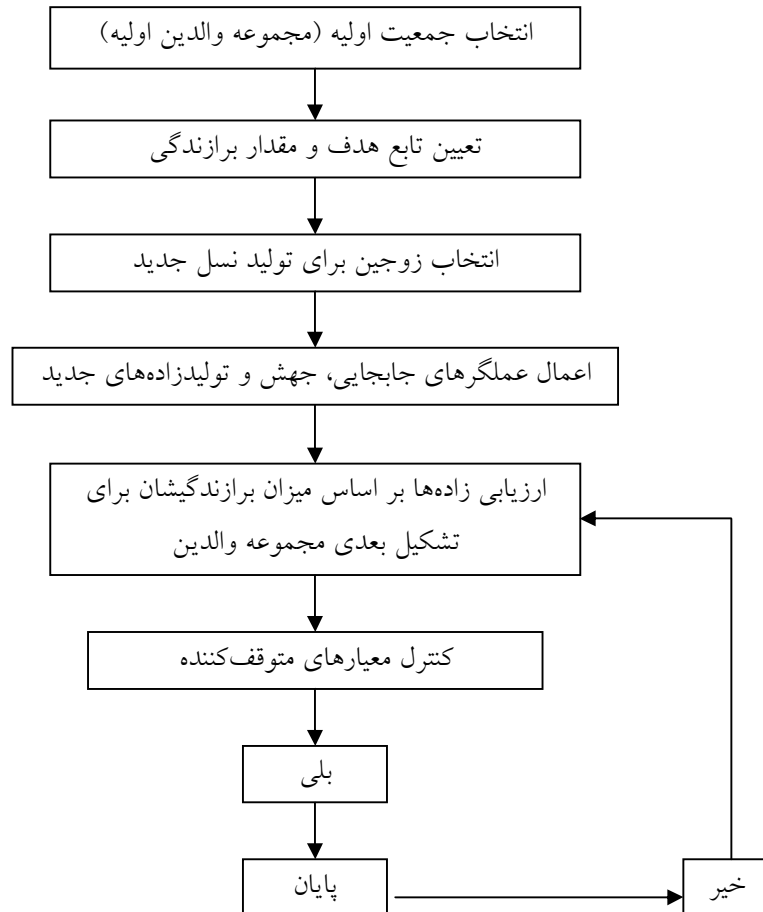 انتخاب جمعیت اولیه (مجموعه والدین اولیه)
تعیین تابع هدف و مقدار برازندگی
انتخاب زوجین برای تولید نسل جدید
اعمال عملگرهای جابجایی، جهش و تولیدزاده‌های جدید
ارزیابی زاده‌ها بر اساس میزان برازندگیشان برای
تشکیل بعدی مجموعه والدین
کنترل معیارهای متوقف‌کننده
بلی
پایان
خیر